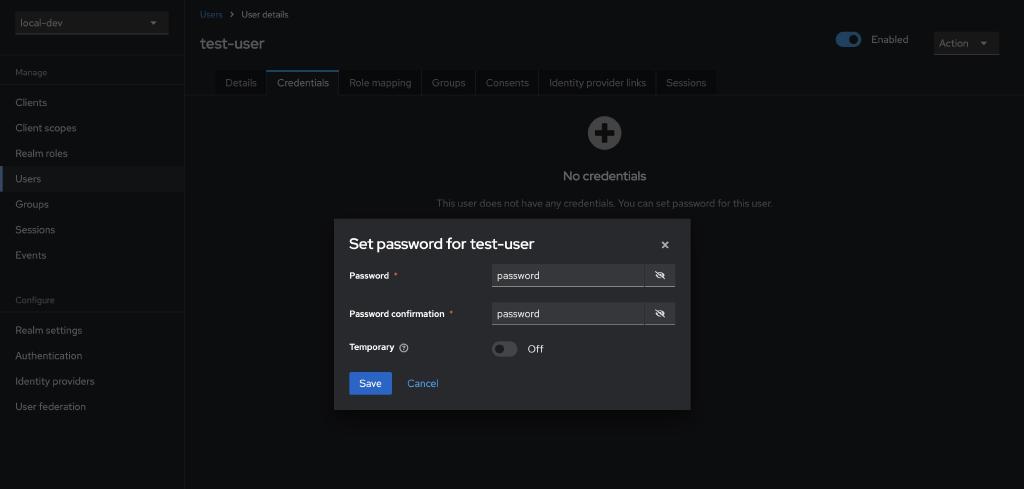 local-dev
Manage
Clients
Client scopes
Realm roles
Users
Groups
Sessions
Events
Configure
Realm settings
Authentication
Identity providers
User federation
Users > User details
test-user
Enabled
Action
Details Credentials Role mapping Groups Consents Identity provider links Sessions
No credentials
This user does not have any credentials. You can set password for this user.
Set password for test-user
Password * password
Password confirmation * password
Temporary Off
Save Cancel